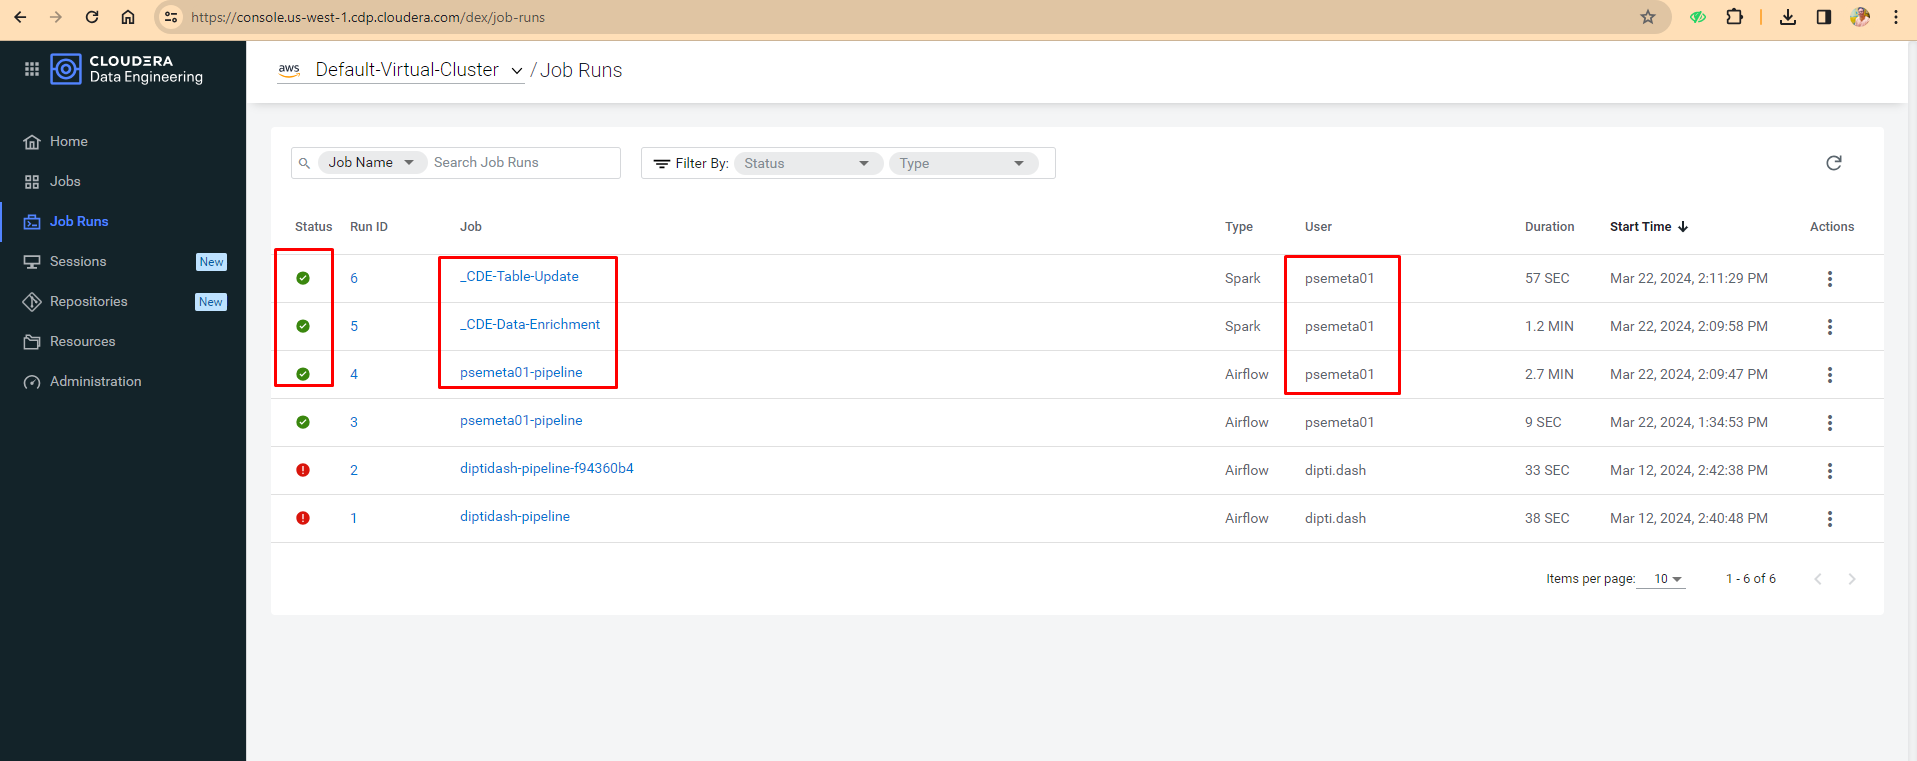 https://console.us-west-1.cdp.cloudera.com/dex/job-runs
CLOUDERA
Data Engineering
aws Default-Virtual-Cluster / Job Runs
Home
Jobs
Job Runs
Sessions New
Repositories New
Resources
Administration
Job Name Search Job Runs Filter By: Status Type
Status Run ID Job Type User Duration Start Time Actions
6 _CDE-Table-Update Spark psemeta01 57 SEC Mar 22, 2024, 2:11:29 PM
5 _CDE-Data-Enrichment Spark psemeta01 1.2 MIN Mar 22, 2024, 2:09:58 PM
4 psemeta01-pipeline Airflow psemeta01 2.7 MIN Mar 22, 2024, 2:09:47 PM
3 psemeta01-pipeline Airflow psemeta01 9 SEC Mar 22, 2024, 1:34:53 PM
2 diptidash-pipeline-f94360b4 Airflow dipti.dash 33 SEC Mar 12, 2024, 2:42:38 PM
1 diptidash-pipeline Airflow dipti.dash 38 SEC Mar 12, 2024, 2:40:48 PM
Items per page: 10 1 - 6 of 6